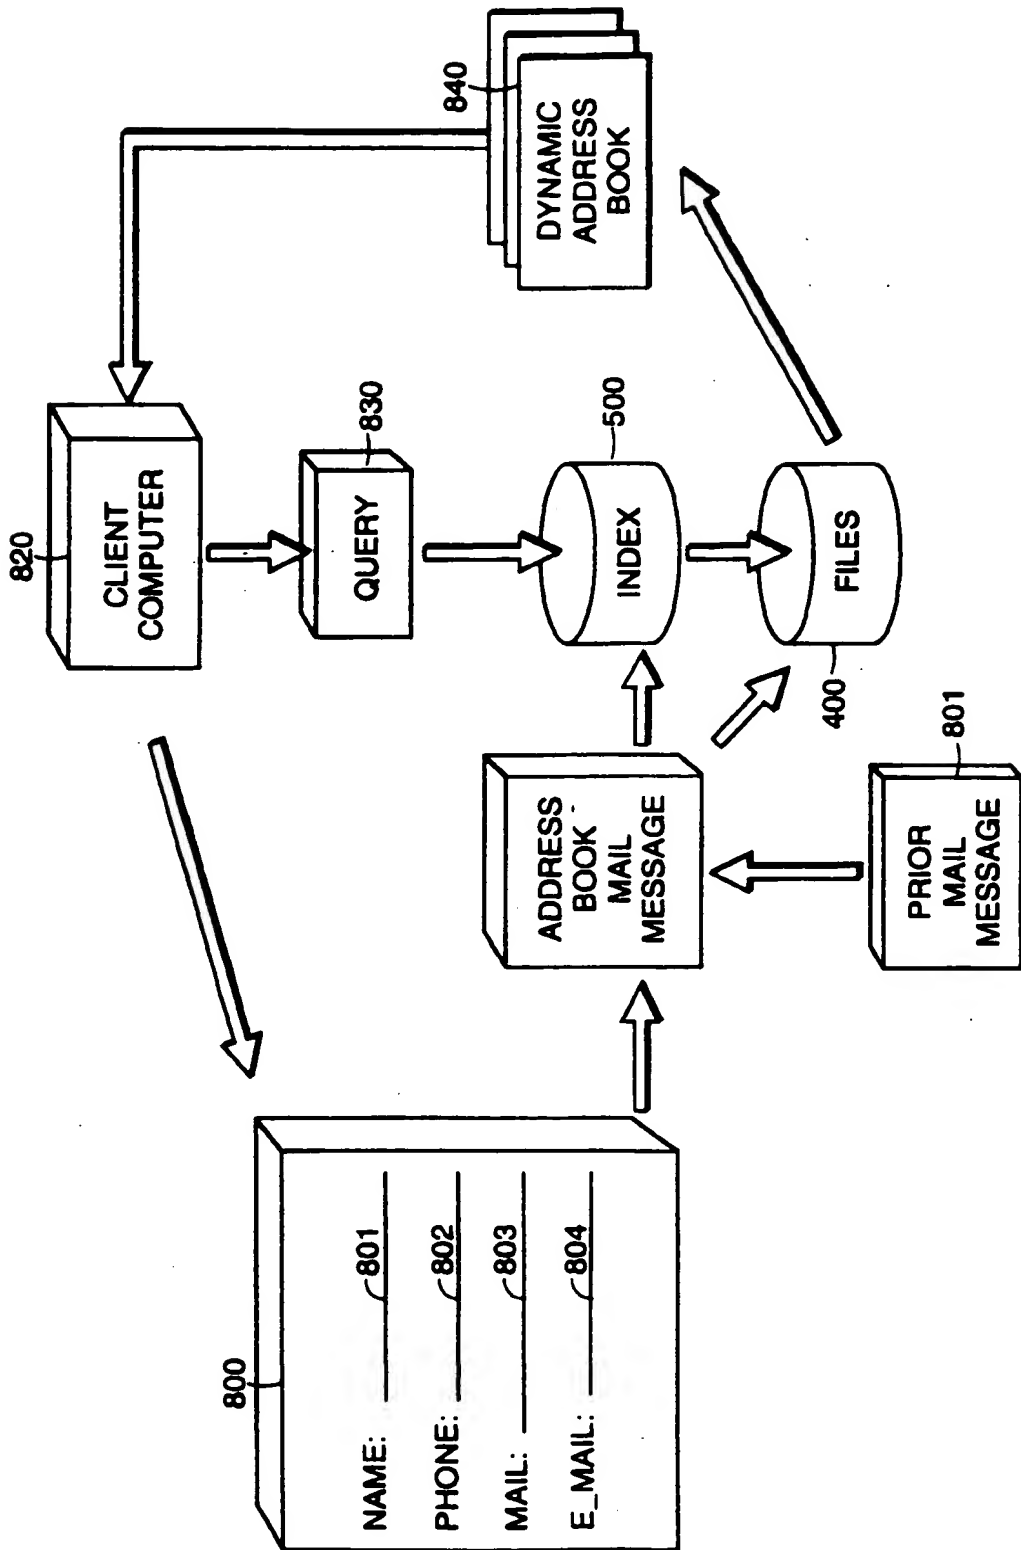 800
NAME: 801
PHONE: 802
MAIL: 803
E_MAIL: 804
820
CLIENT
COMPUTER
QUERY
830
INDEX
500
FILES
400
ADDRESS
BOOK
MAIL
MESSAGE
PRIOR
MAIL
MESSAGE
801
840
DYNAMIC
ADDRESS
BOOK